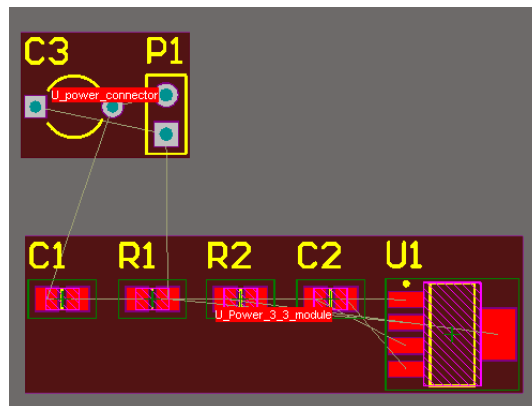 C3 P1
U_power_connector
C1 R1 R2 C2 U1
U_Power_3_3_module